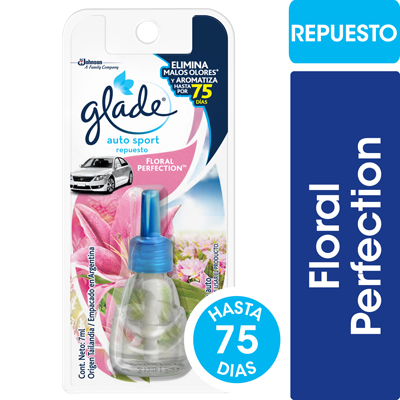 REPUESTO
Floral
Perfection
SC Johnson
A Family Company
ELIMINA
MALOS OLORES*
Y AROMATIZA
HASTA
POR
75
DÍAS
glade
auto sport
repuesto
FLORAL
PERFECTION™
Cont. Neto: 7ml
Origen Tailandia / Empacado en Argentina
HASTA
75
DIAS